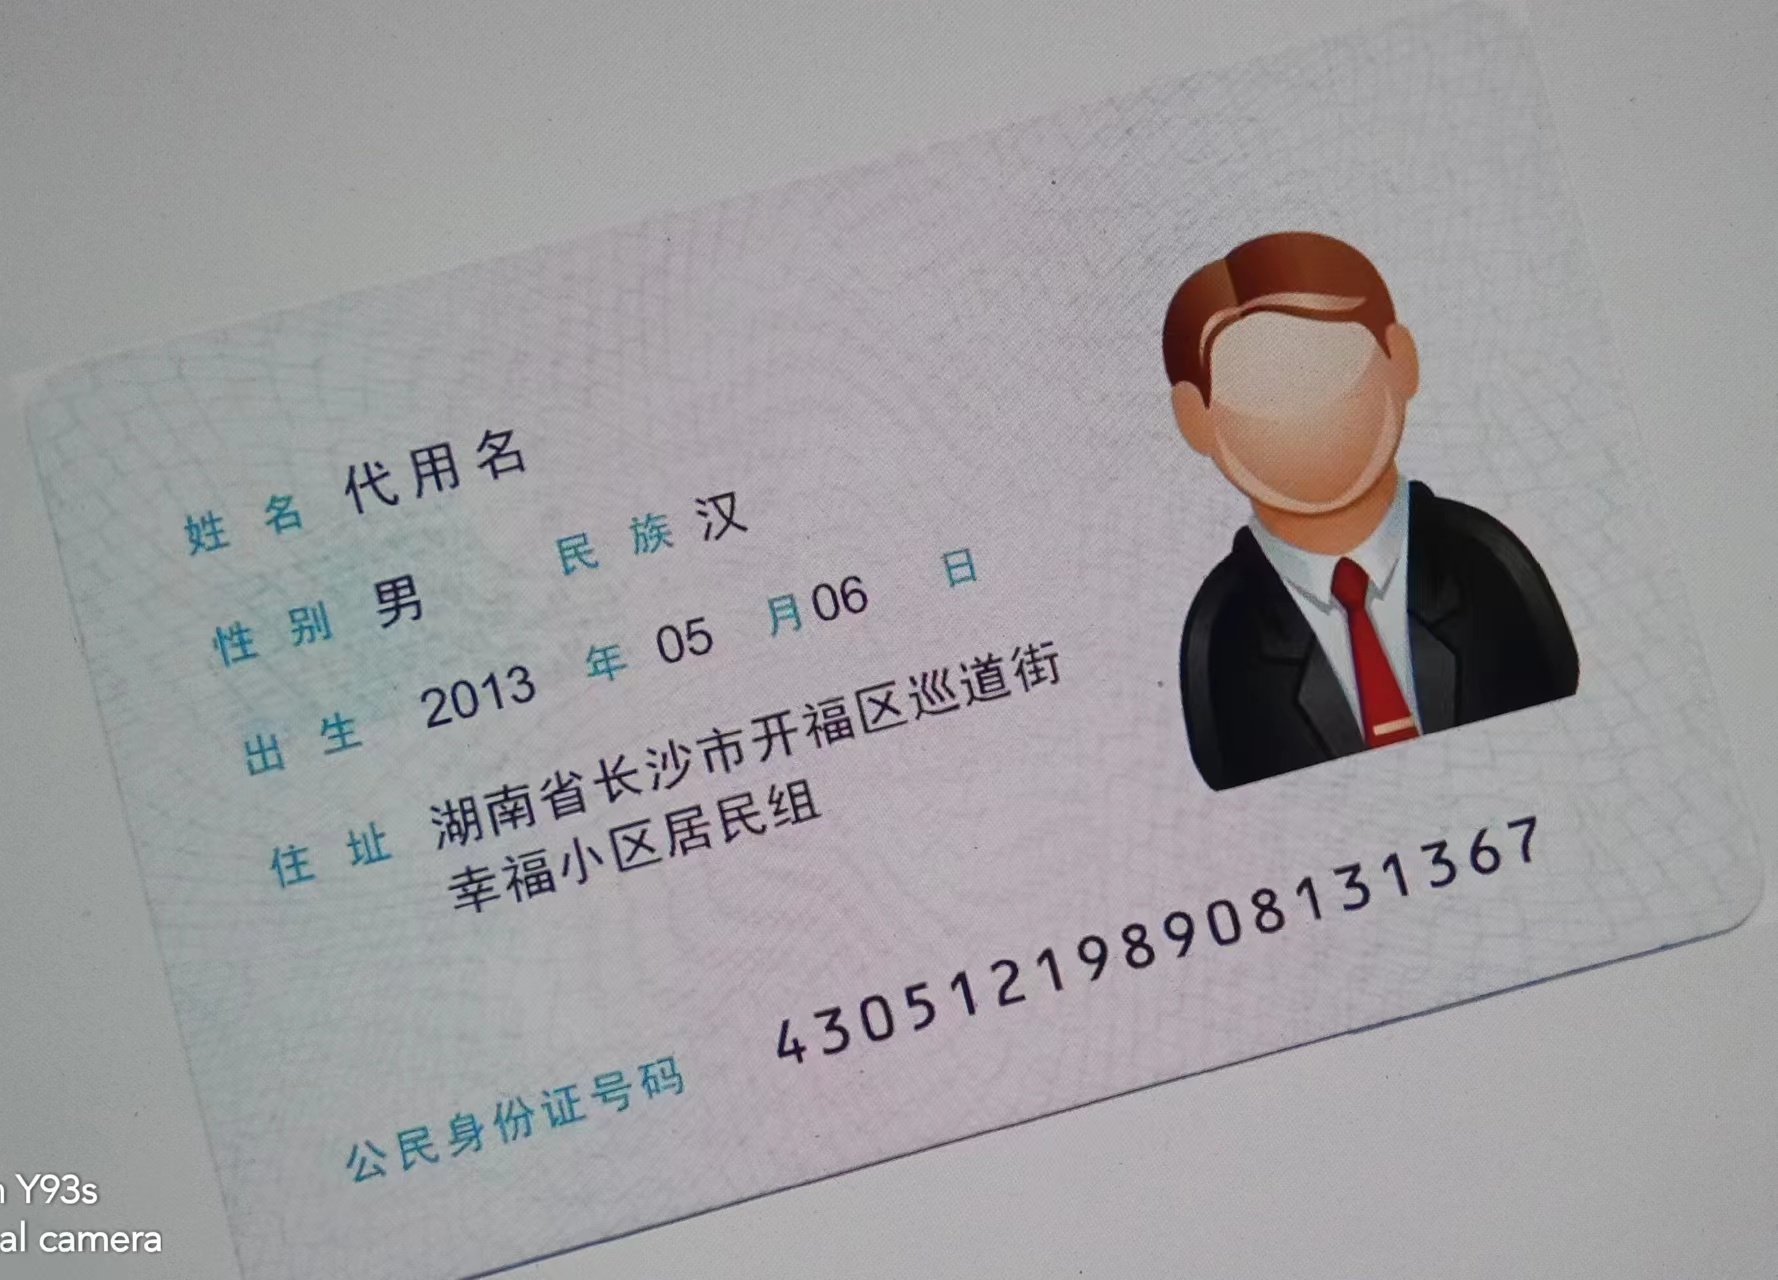 姓名 代用名
性别 男 民族 汉
出生 2013 年 05 月 06 日
住址 湖南省长沙市开福区巡道街
幸福小区居民组
公民身份证号码 430512198908131367
Y93s
al camera